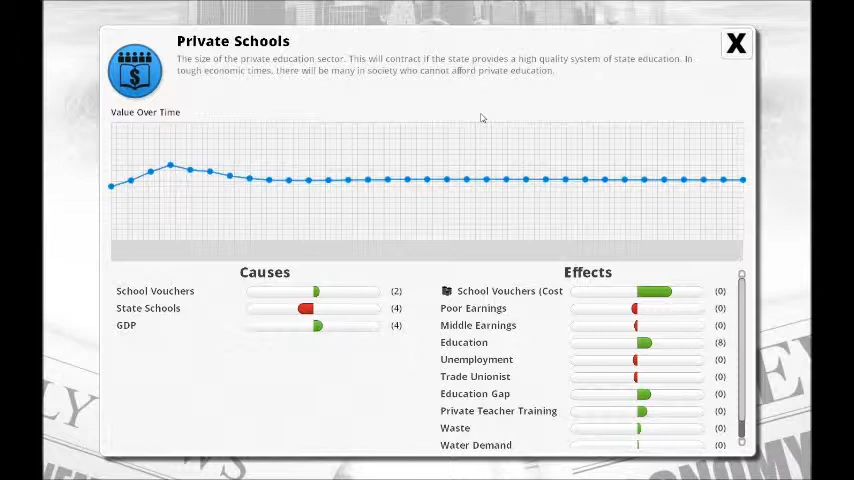 Private Schools
The size of the private education sector. This will contract if the state provides a high quality system of state education. In
tough economic times, there will be many in society who cannot afford private education.
X
Value Over Time
Causes
School Vouchers (2)
State Schools (4)
GDP (4)
Effects
School Vouchers (Cost (0)
Poor Earnings (0)
Middle Earnings (0)
Education (8)
Unemployment (0)
Trade Unionist (0)
Education Gap (0)
Private Teacher Training (0)
Waste (0)
Water Demand (0)
ONOMY